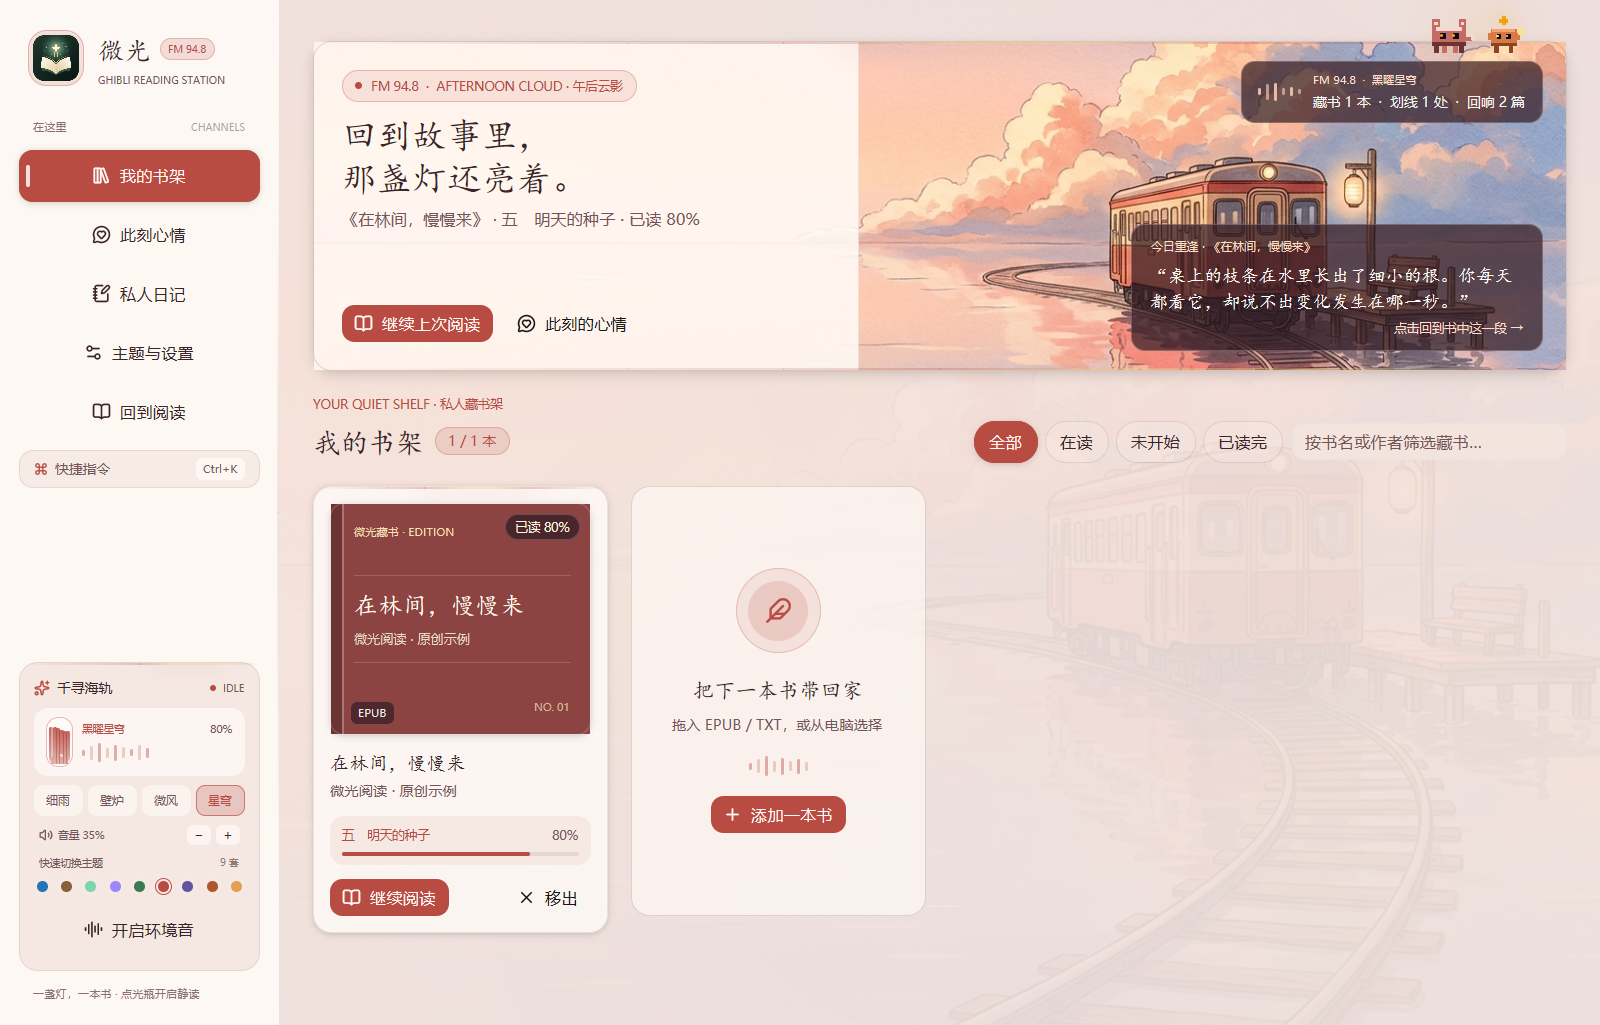 微光 FM 94.8
GHIBLI READING STATION
在这里 CHANNELS
我的书架
此刻心情
私人日记
主题与设置
回到阅读
快捷指令 Ctrl+K
千寻海轨 IDLE
黑曜星穹 80%
细雨 壁炉 微风 星穹
音量 35% − +
快速切换主题 9 套
开启环境音
一盏灯，一本书 · 点光瓶开启静读
FM 94.8 · AFTERNOON CLOUD · 午后云影
回到故事里，
那盏灯还亮着。
《在林间，慢慢来》 · 五 明天的种子 · 已读 80%
继续上次阅读 此刻的心情
FM 94.8 · 黑曜星穹
藏书 1 本 · 划线 1 处 · 回响 2 篇
今日重逢 · 《在林间，慢慢来》
“桌上的枝条在水里长出了细小的根。你每天
都看它，却说不出变化发生在哪一秒。”
点击回到书中这一段 →
YOUR QUIET SHELF · 私人藏书架
我的书架 1 / 1 本
全部 在读 未开始 已读完 按书名或作者筛选藏书...
微光藏书 · EDITION 已读 80%
在林间，慢慢来
微光阅读 · 原创示例
EPUB NO. 01
在林间，慢慢来
微光阅读 · 原创示例
五 明天的种子 80%
继续阅读 移出
把下一本书带回家
拖入 EPUB / TXT，或从电脑选择
添加一本书